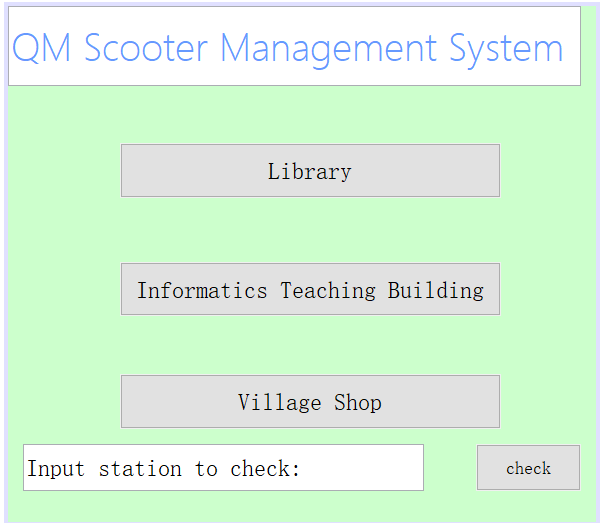 QM Scooter Management System
Library
Informatics Teaching Building
Village Shop
Input station to check:
check